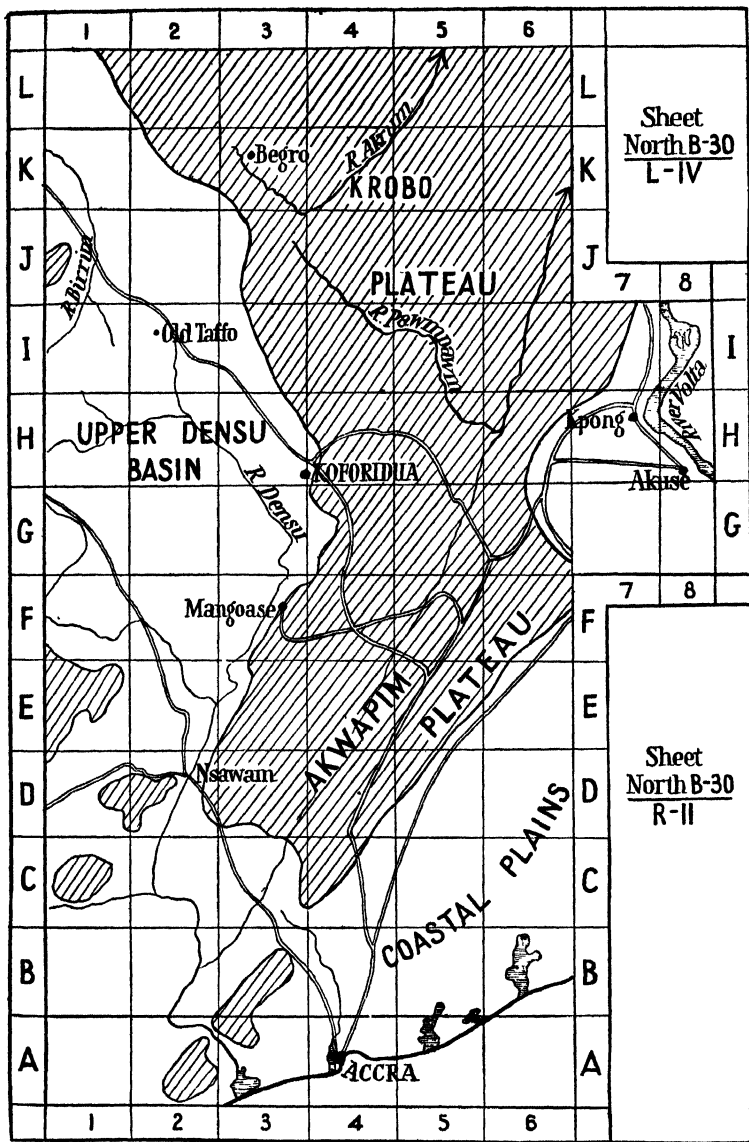 1 2 3 4 5 6
L L
Sheet
North B-30
L-IV
K K
•Begro
R. Akrum
KROBO
J J
R. Birrim
PLATEAU
7 8
I I
•Old Taffo
R. Pawnpawn
River Volta
H H
UPPER DENSU
BASIN
Kpong
KOFORIDUA
Akuse
R. Densu
G G
7 8
F F
Mangoase
E E
AKWAPIM
PLATEAU
D D
Nsawam
Sheet
North B-30
R-II
C C
COASTAL PLAINS
B B
A A
ACCRA
1 2 3 4 5 6